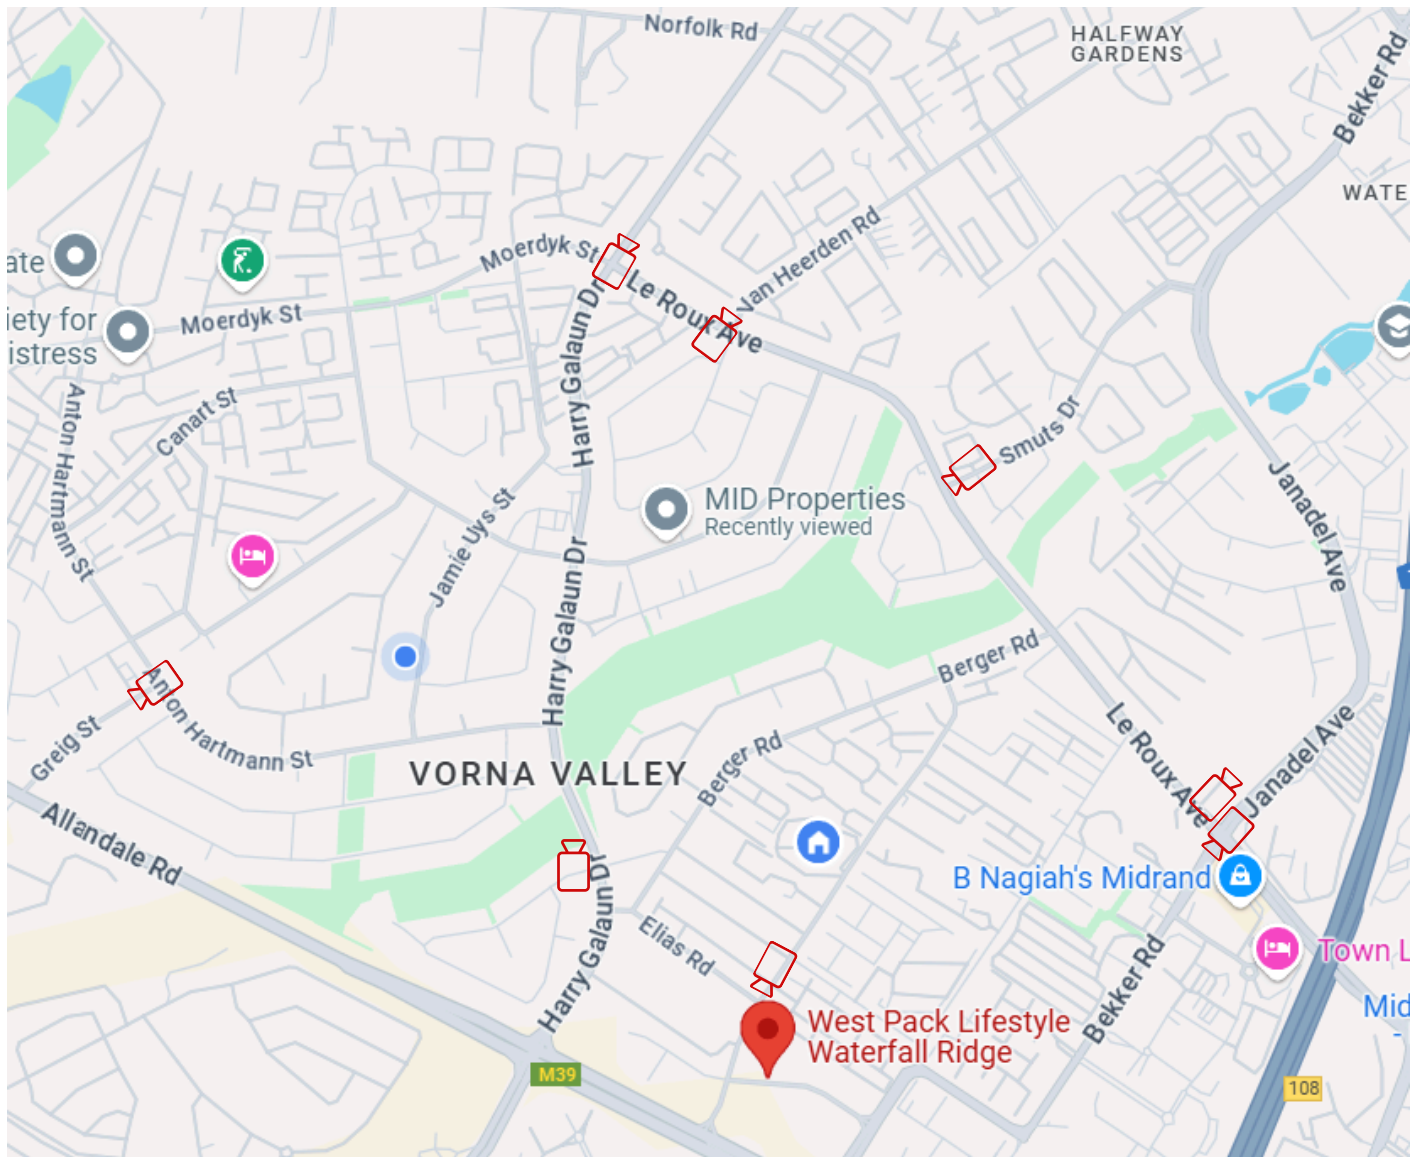 Norfolk Rd
HALFWAY
GARDENS
Bekker Rd
WATE
Van Heerden Rd
Moerdyk St
ate
Le Roux Ave
Moerdyk St
iety for
istress
Harry Galaun Dr
Anton Hartmann St
Canart St
Smuts Dr
MID Properties
Recently viewed
Janadel Ave
Jamie Uys St
Harry Galaun Dr
Berger Rd
Anton Hartmann St
Greig St
Le Roux Ave
Janadel Ave
Berger Rd
VORNA VALLEY
Allandale Rd
B Nagiah's Midrand
Harry Galaun Dr
Elias Rd
Bekker Rd
Town L
Mid
-
West Pack Lifestyle
Waterfall Ridge
M39
108